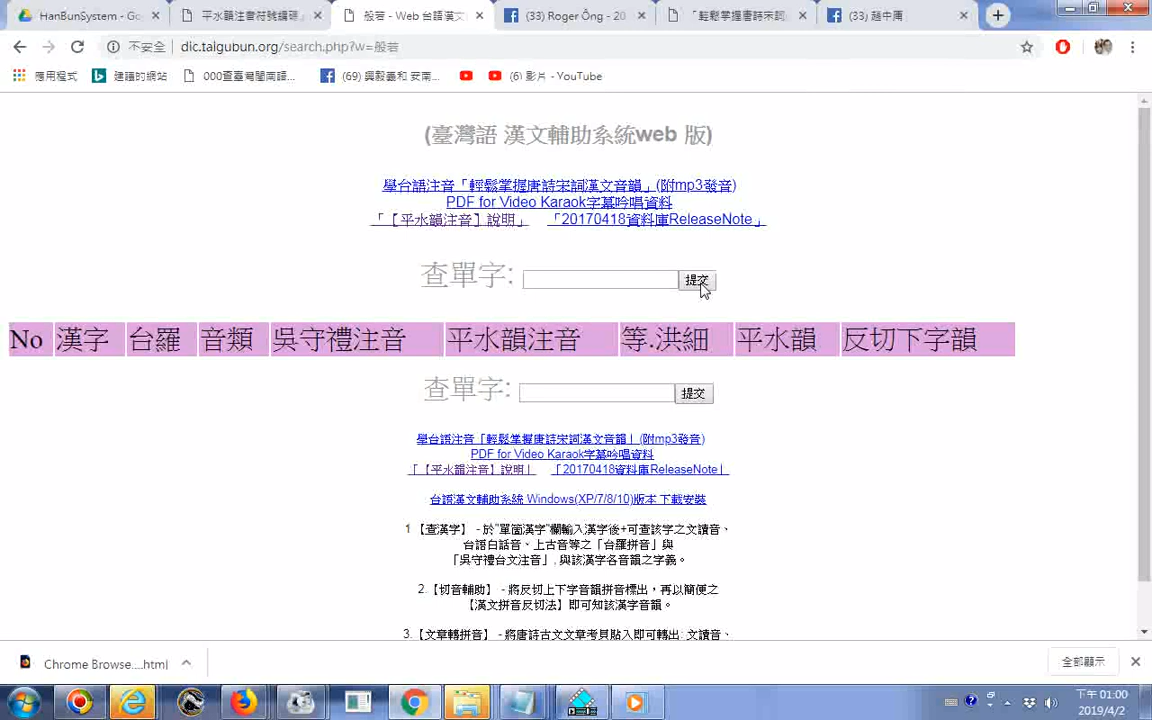 HanBunSystem - Go
平水韻注音符號編碼
般若 - Web 台語漢文
(33) Roger Ông - 20
「輕鬆掌握唐詩宋詞
(33) 趙中庸
不安全
dic.taigubun.org/search.php?w=般若
應用程式
建議的網站
000查臺灣閩南語...
(69) 吳毅義和 安南...
(6) 影片 - YouTube
(臺灣語 漢文輔助系統web 版)
學台語注音「輕鬆掌握唐詩宋詞漢文音韻」(附mp3發音)
PDF for Video Karaok字幕吟唱資料
「【平水韻注音】說明」 「20170418資料庫ReleaseNote」
查單字: 提交
No 漢字 台羅 音類 吳守禮注音 平水韻注音 等.洪細 平水韻 反切下字韻
查單字: 提交
學台語注音「輕鬆掌握唐詩宋詞漢文音韻」(附mp3發音)
PDF for Video Karaok字幕吟唱資料
「【平水韻注音】說明」 「20170418資料庫ReleaseNote」
台語漢文輔助系統 Windows(XP/7/8/10)版本 下載安裝
1【查漢字】 - 於"單箇漢字"欄輸入漢字後+可查該字之文讀音、
台語白話音、上古音等之「台羅拼音」與
「吳守禮台文注音」, 與該漢字各音韻之字義。
2.【切音輔助】 - 將反切上下字音韻拼音標出，再以簡便之
【漢文拼音反切法】即可知該漢字音韻。
3.【文章轉拼音】 - 將唐詩古文文章考貝貼入即可轉出: 文讀音、
Chrome Browse....html
全部顯示
下午 01:00
2019/4/2